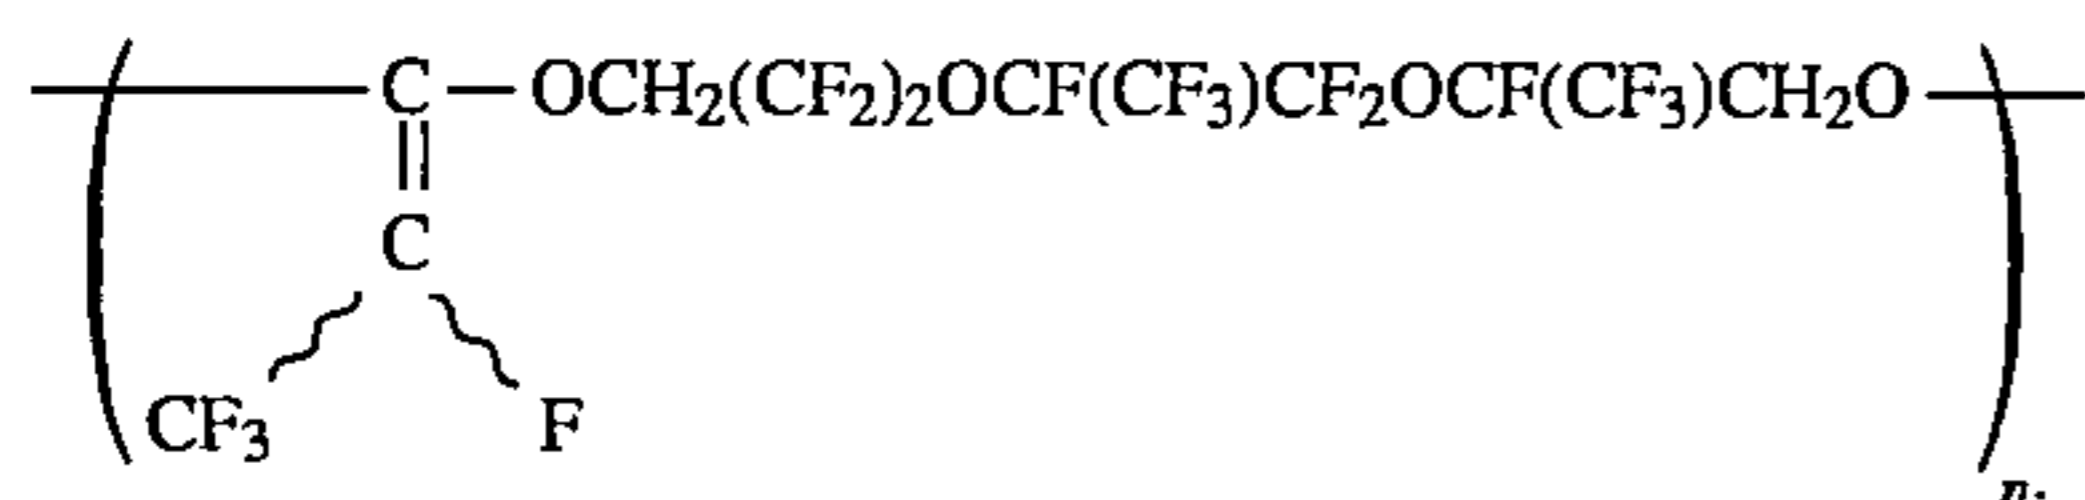 C—OCH₂(CF₂)₂OCF(CF₃)CF₂OCF(CF₃)CH₂O
C
CF₃ F
n;